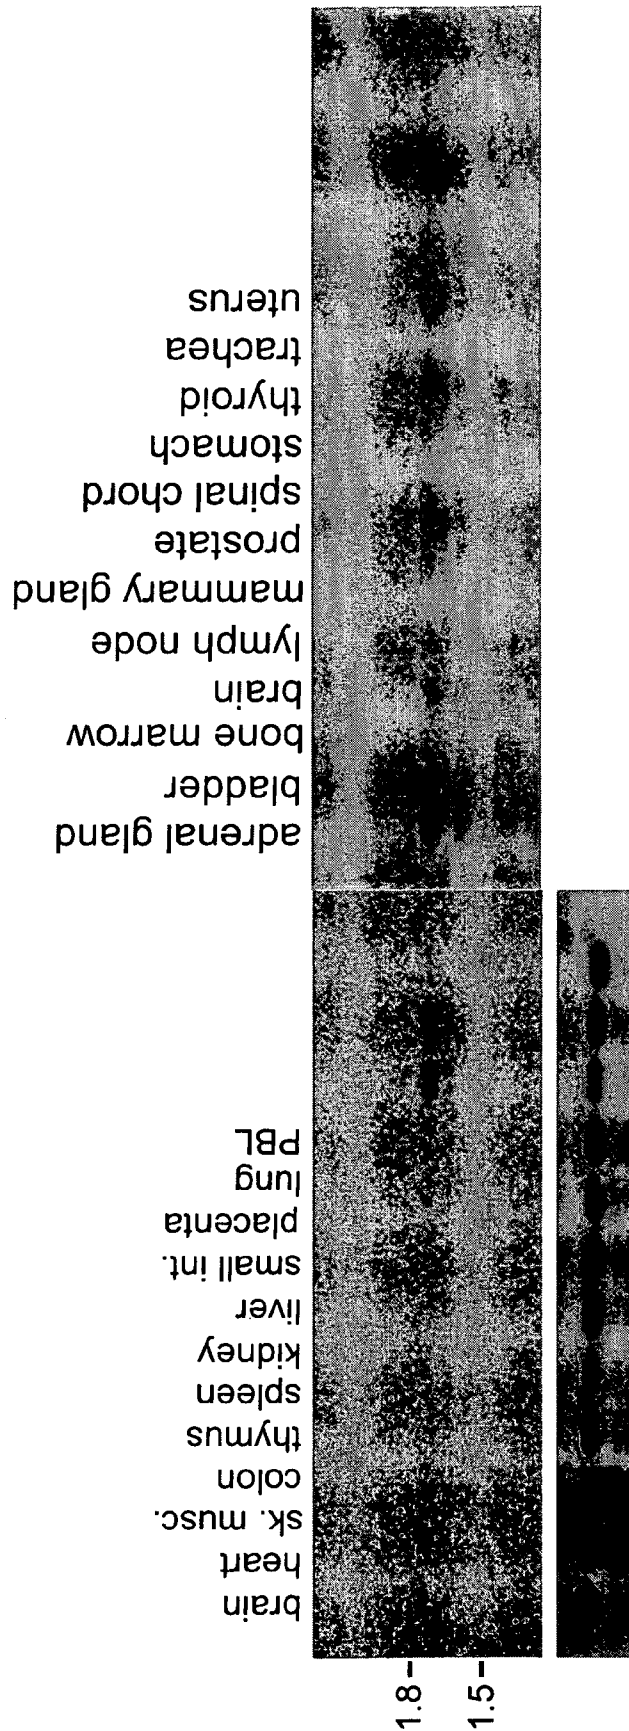 uterus
trachea
thyroid
stomach
spinal chord
prostate
mammary gland
lymph node
brain
bone marrow
bladder
adrenal gland
PBL
lung
placenta
small int.
liver
kidney
spleen
thymus
colon
sk. musc.
heart
brain
1.8
1.5